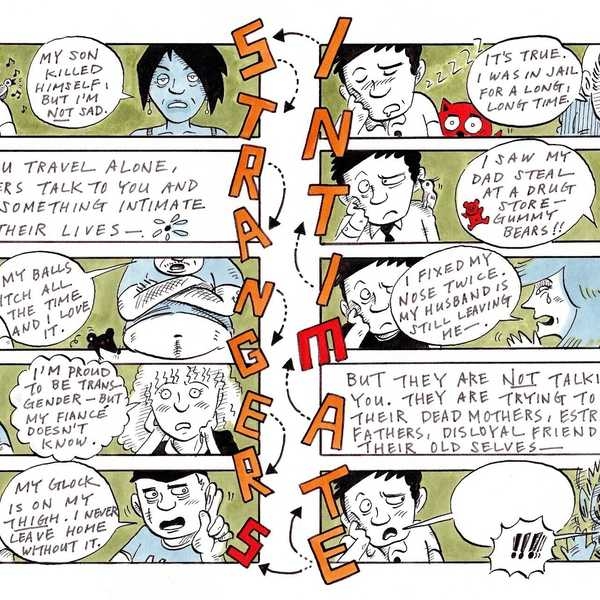 MY SON
KILLED
HIMSELF,
BUT I'M
NOT SAD.
U TRAVEL ALONE,
ERS TALK TO YOU AND
SOMETHING INTIMATE
THEIR LIVES—
MY BALLS
ITCH ALL
THE TIME
AND I LOVE
IT.
I'M PROUD
TO BE TRANS-
GENDER—BUT
MY FIANCÉ
DOESN'T
KNOW.
MY GLOCK
IS ON MY
THIGH. I NEVER
LEAVE HOME
WITHOUT IT.
STRANGERS
INTIMATE
ZZZZZZ
IT'S TRUE.
I WAS IN JAIL
FOR A LONG,
LONG TIME.
I SAW MY
DAD STEAL
AT A DRUG
STORE—
GUMMY
BEARS!!
I FIXED MY
NOSE TWICE.
MY HUSBAND IS
STILL LEAVING
ME—
BUT THEY ARE NOT TALKI
YOU. THEY ARE TRYING TO
THEIR DEAD MOTHERS, ESTR
FATHERS, DISLOYAL FRIEND
THEIR OLD SELVES—
!!!!